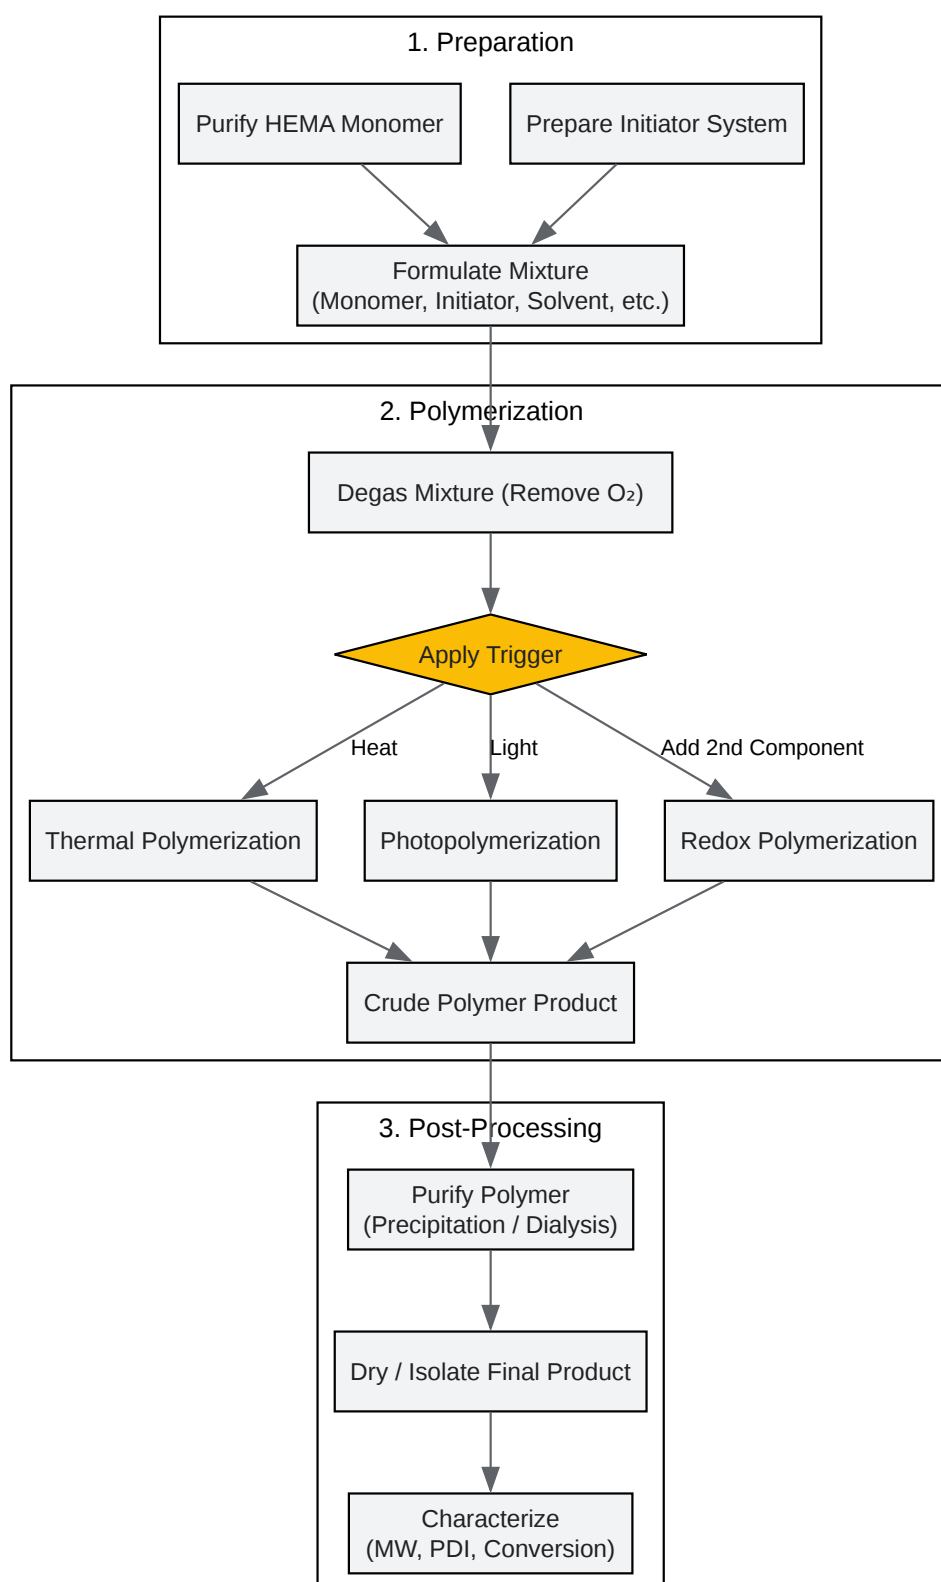 1. Preparation
Purify HEMA Monomer
Prepare Initiator System
Formulate Mixture
(Monomer, Initiator, Solvent, etc.)
2. Polymerization
Degas Mixture (Remove O₂)
Apply Trigger
Heat
Light
Add 2nd Component
Thermal Polymerization
Photopolymerization
Redox Polymerization
Crude Polymer Product
3. Post-Processing
Purify Polymer
(Precipitation / Dialysis)
Dry / Isolate Final Product
Characterize
(MW, PDI, Conversion)